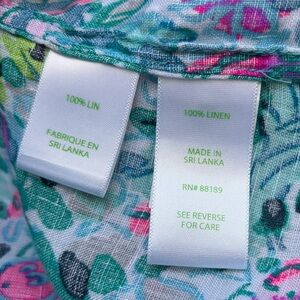 100% LIN
FABRIQUE EN
SRI LANKA
100% LINEN
MADE IN
SRI LANKA
RN# 88189
SEE REVERSE
FOR CARE